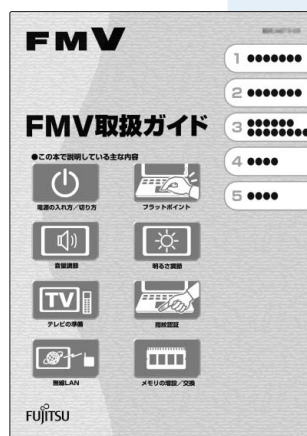 FMV
FMV取扱ガイド
●この本で説明している主な内容
電源の入れ方/切り方
フラットポイント
音量調節
明るさ調節
TV
テレビの準備
指紋認証
無線LAN
メモリの増設/交換
FUJITSU
1 ●●●●●●●
2 ●●●●●●●
3 ●●●●●●
●●●●●●●●
4 ●●●●
5 ●●●●